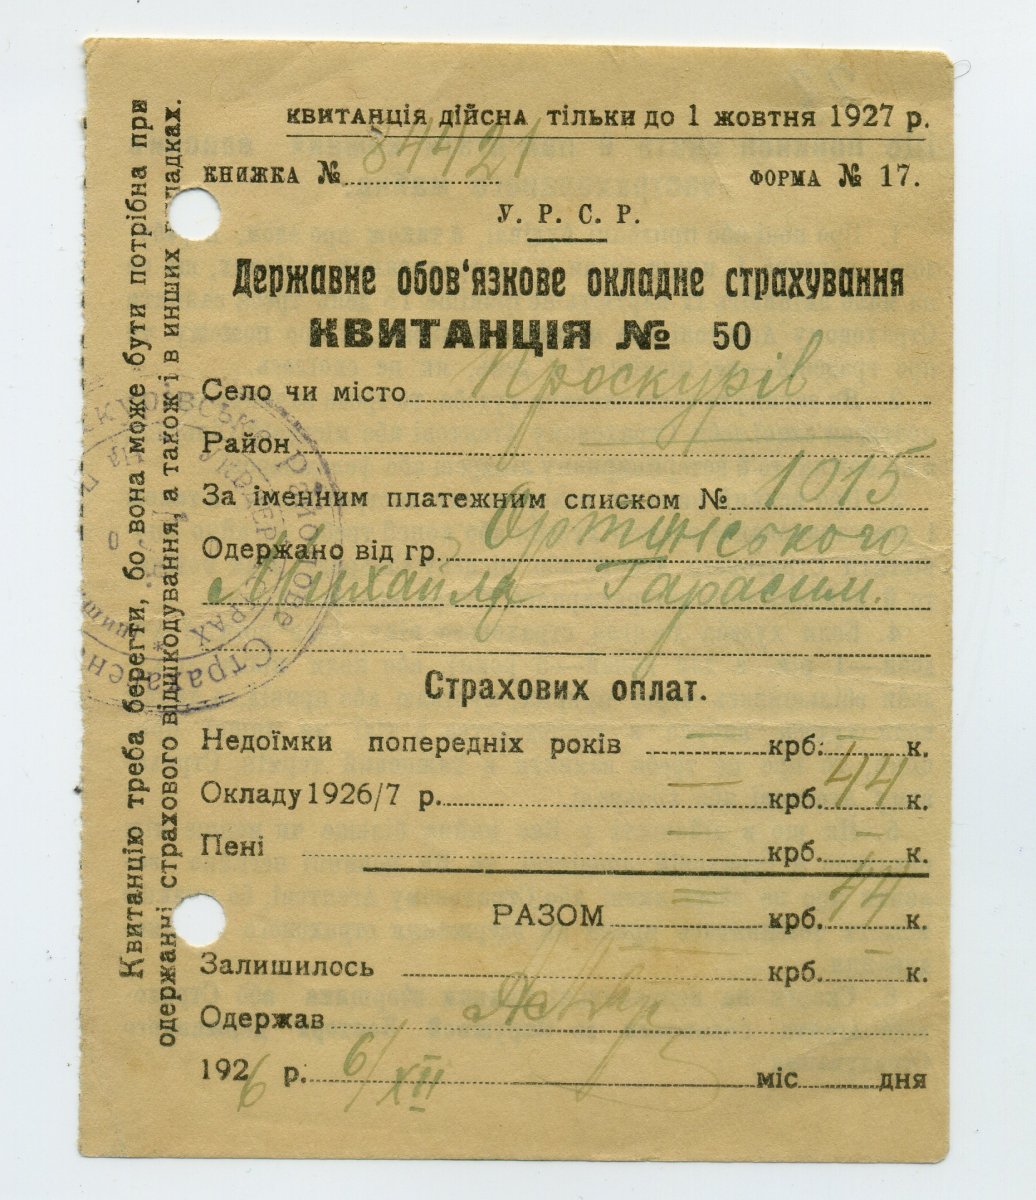 КВИТАНЦІЯ ДІЙСНА ТІЛЬКИ ДО 1 ЖОВТНЯ 1927 р.
КНИЖКА № 84421 ФОРМА № 17.
У. Р. С. Р.
Державне обов'язкове окладне страхування
КВИТАНЦІЯ № 50
Село чи місто Проскурів
Район —
За іменним платежним списком № 1015
Одержано від гр. Ортинського
Михайла Гарасим.
Страхових оплат.
Недоїмки попередніх років — крб. — к.
Окладу 1926/7 р. — крб. 44 к.
Пені — крб. — к.
РАЗОМ = крб. 44 к.
Залишилось — крб. — к.
Одержав
1926 р. 6/XII міс дня
Квитанцію треба берегти, бо вона може бути потрібна при
одержанні страхового відшкодування, а також і в инших випадках.